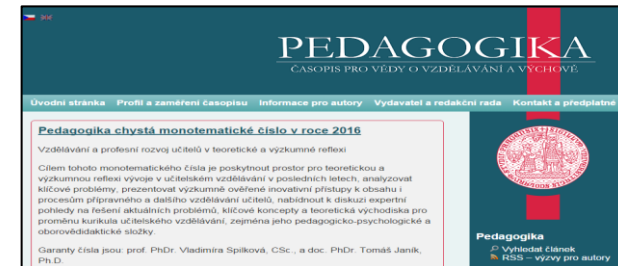 PEDAGOGIKA
ČASOPIS PRO VĚDY O VZDĚLÁVÁNÍ A VÝCHOVĚ
Úvodní stránka Profil a zaměření časopisu Informace pro autory Vydavatel a redakční rada Kontakt a předplatné
Pedagogika chystá monotematické číslo v roce 2016
Vzdělávání a profesní rozvoj učitelů v teoretické a výzkumné reflexi
Cílem tohoto monotematického čísla je poskytnout prostor pro teoretickou a
výzkumnou reflexi vývoje v učitelském vzdělávání v posledních letech, analyzovat
klíčové problémy, prezentovat výzkumně ověřené inovativní přístupy k obsahu i
procesům přípravného a dalšího vzdělávání učitelů, nabídnout k diskuzi expertní
pohledy na řešení aktuálních problémů, klíčové koncepty a teoretická východiska pro
proměnu kurikula učitelského vzdělávání, zejména jeho pedagogicko-psychologické a
oborovědidaktické složky.
Garanty čísla jsou: prof. PhDr. Vladimíra Spilková, CSc., a doc. PhDr. Tomáš Janík,
Ph.D.
Pedagogika
Vyhledat článek
RSS – výzvy pro autory